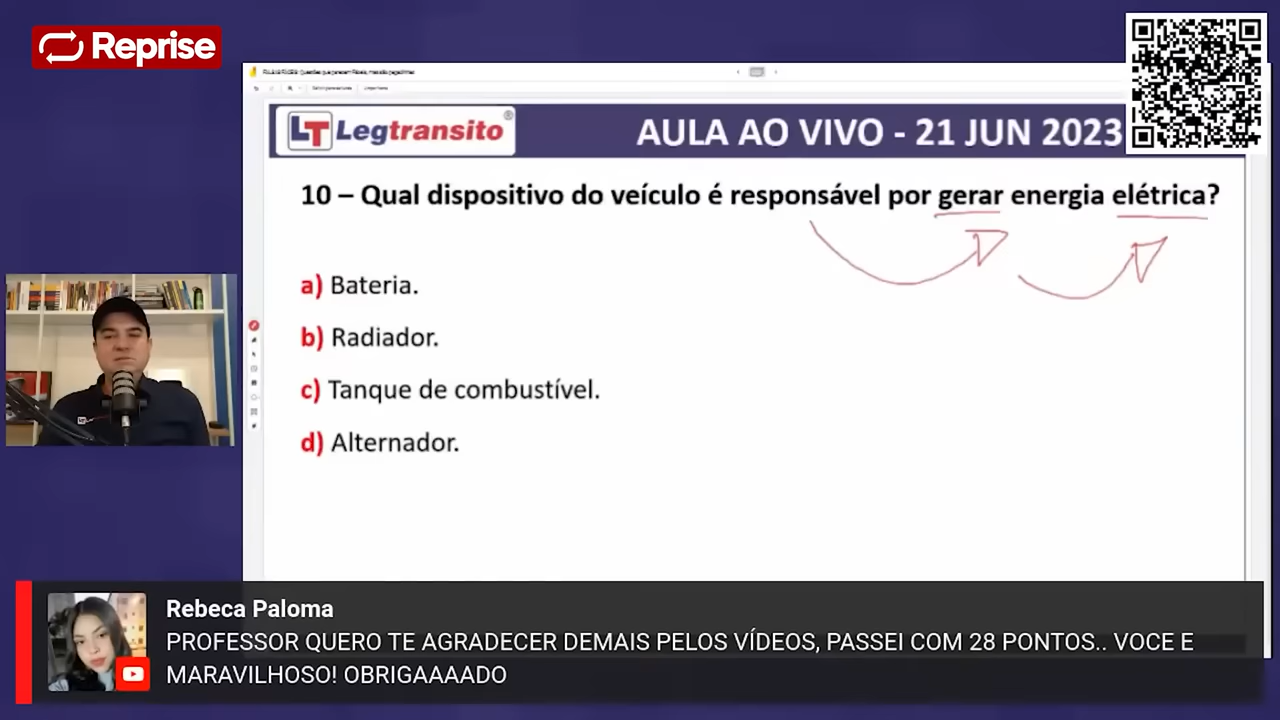 Reprise
LT Legtransito®
AULA AO VIVO - 21 JUN 2023
10 – Qual dispositivo do veículo é responsável por gerar energia elétrica?
a) Bateria.
b) Radiador.
c) Tanque de combustível.
d) Alternador.
Rebeca Paloma
PROFESSOR QUERO TE AGRADECER DEMAIS PELOS VÍDEOS, PASSEI COM 28 PONTOS.. VOCE E
MARAVILHOSO! OBRIGAAAADO